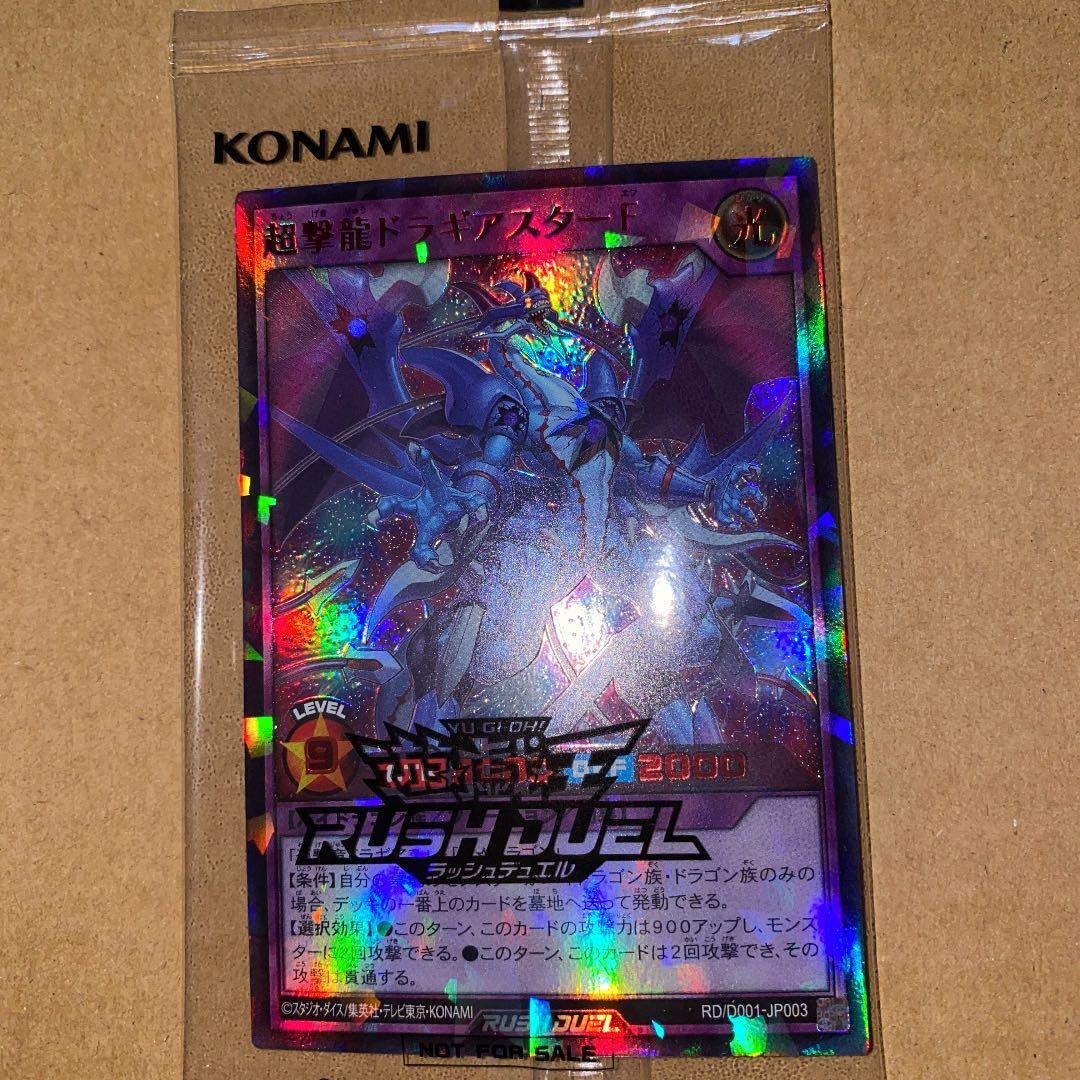 KONAMI
超撃龍ドラギアスターF
光
LEVEL
9
YU-GI-OH!
遊戯王
2000
RUSH DUEL
ラッシュデュエル
【条件】自分の ラゴン族・ドラゴン族のみの
場合、デッキの一番上のカードを墓地へ送って発動できる。
【選択効果】●このターン、このカードの攻撃力は900アップし、モンス
ターに2回攻撃できる。●このターン、このカードは2回攻撃でき、その
攻撃は貫通する。
©スタジオ・ダイス/集英社・テレビ東京・KONAMI
RUSH DUEL
RD/D001-JP003
NOT FOR SALE